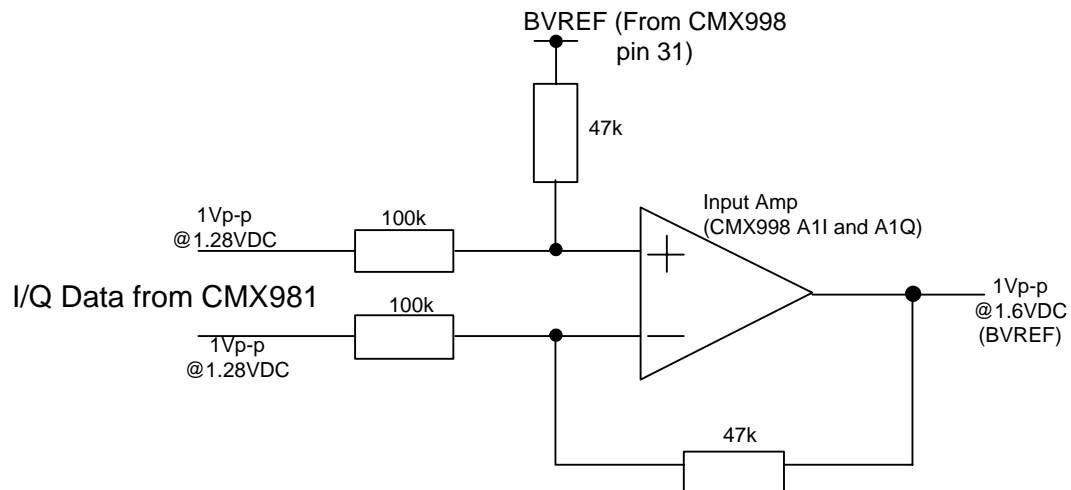 BVREF (From CMX998
pin 31)
47k
Input Amp
(CMX998 A1I and A1Q)
1Vp-p
@1.28VDC
100k
I/Q Data from CMX981
100k
1Vp-p
@1.28VDC
1Vp-p
@1.6VDC
(BVREF)
47k